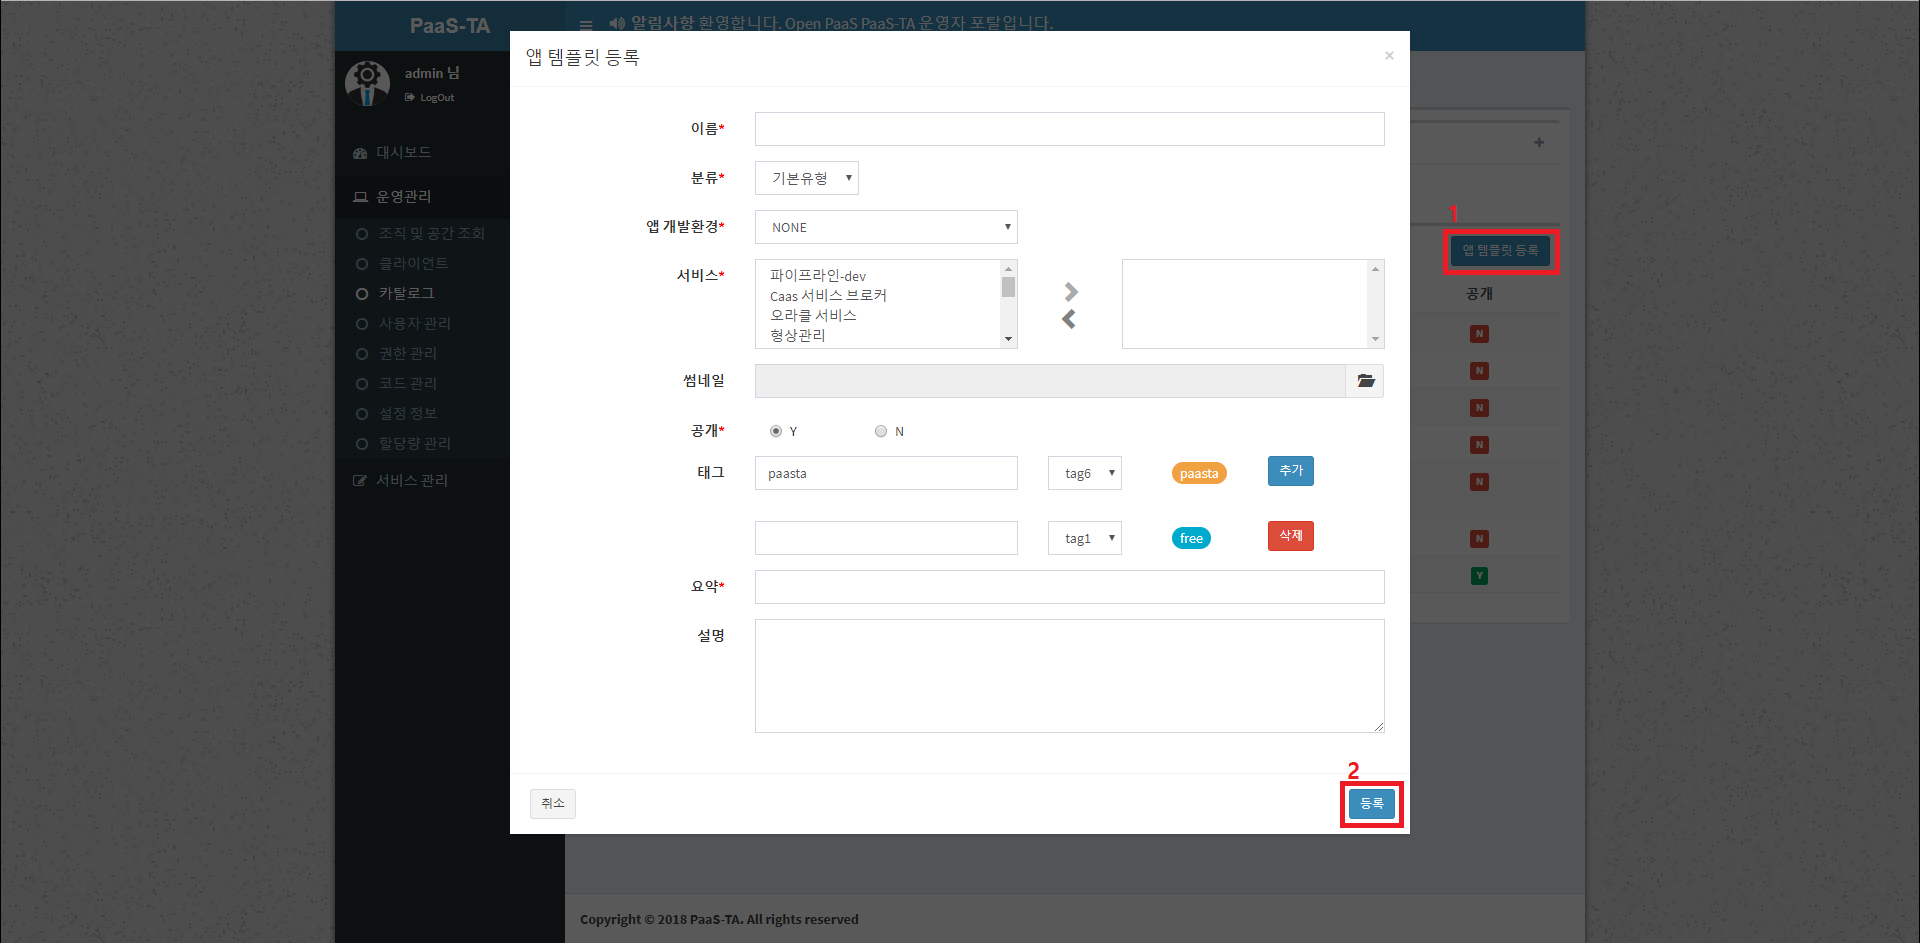 PaaS-TA
알림사항 환영합니다. Open PaaS PaaS-TA 운영자 포탈입니다.
admin 님
LogOut
대시보드
운영관리
조직 및 공간 조회
클라이언트
카탈로그
사용자 관리
권한 관리
코드 관리
설정 정보
할당량 관리
서비스 관리
앱 템플릿 등록
×
이름*
분류*
기본유형
앱 개발환경*
NONE
서비스*
파이프라인-dev
Caas 서비스 브로커
오라클 서비스
형상관리
썸네일
공개*
Y
N
태그
paasta
tag6
paasta
추가
tag1
free
삭제
요약*
설명
취소
2
등록
1
앱 템플릿 등록
공개
N
N
N
N
N
N
Y
Copyright © 2018 PaaS-TA. All rights reserved